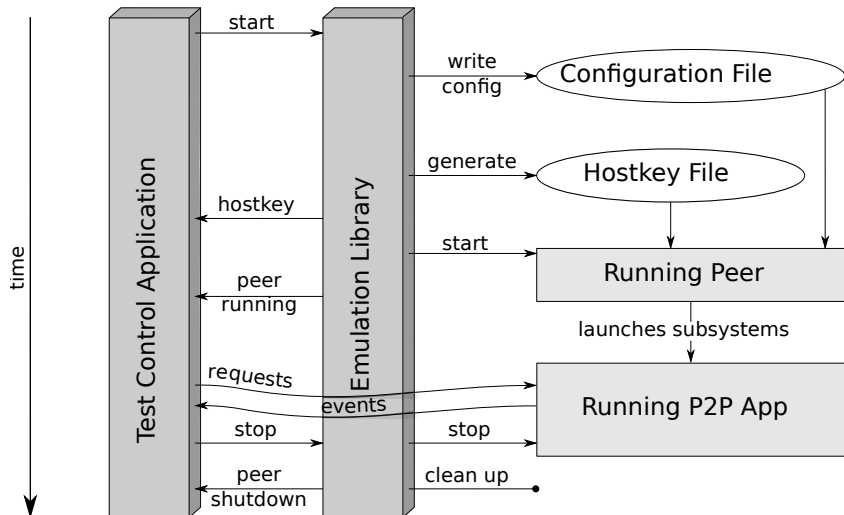 start
write
config
Configuration File
generate
Hostkey File
hostkey
start
Running Peer
peer
running
launches subsystems
requests
events
Running P2P App
stop
stop
peer
shutdown
clean up
time
Test Control Application
Emulation Library